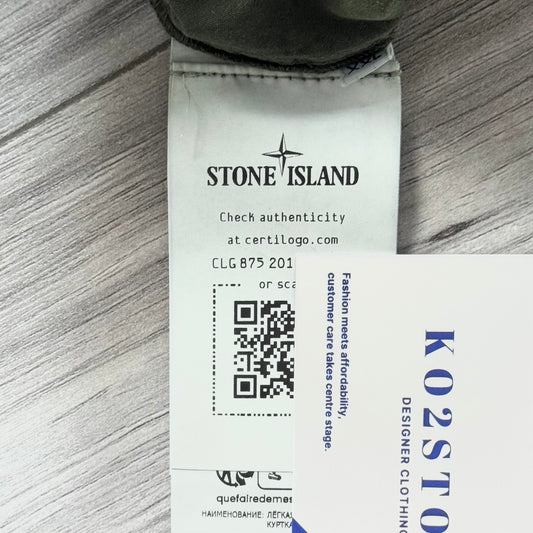 STONE ISLAND
Check authenticity
at certilogo.com
CLG 875 201
or sca
Fashion meets affordability,
customer care takes centre stage.
KO2STO
DESIGNER CLOTHING
quefairedemes
НАИМЕНОВАНИЕ: ЛЁГКАЯ
КУРТКА